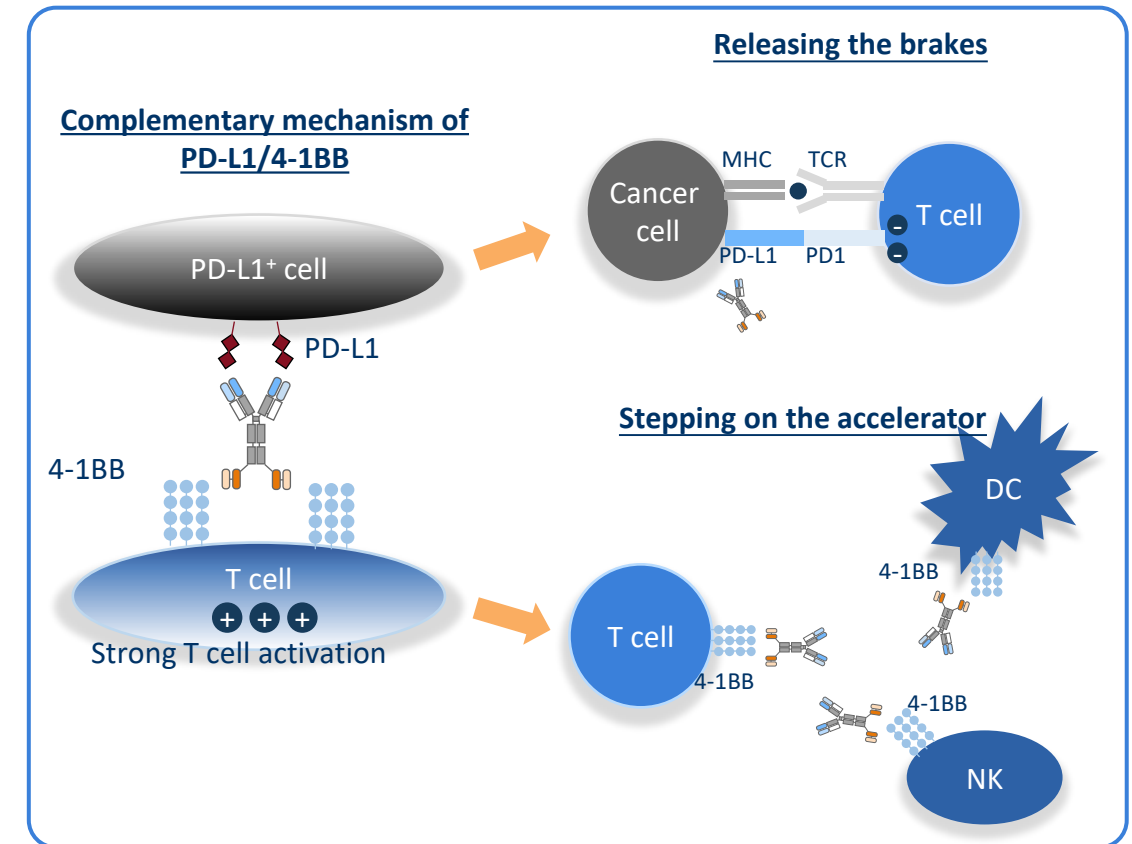 Complementary mechanism of
PD-L1/4-1BB
PD-L1⁺ cell
PD-L1
4-1BB
T cell
+ + +
Strong T cell activation
Releasing the brakes
MHC TCR
Cancer
cell
T cell
-
-
PD-L1 PD1
Stepping on the accelerator
DC
4-1BB
T cell
4-1BB
4-1BB
NK